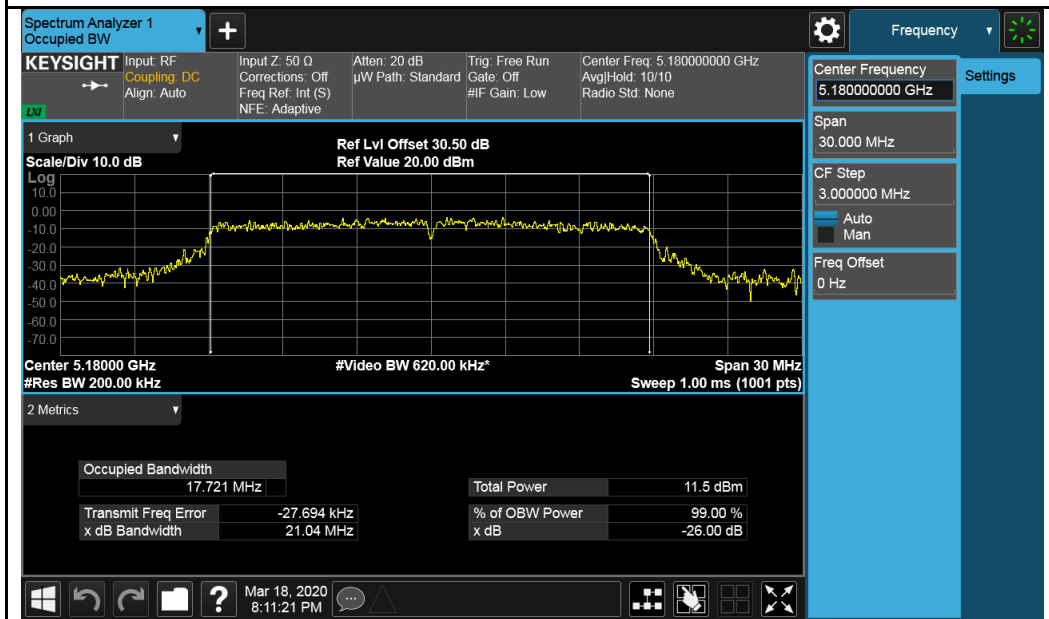 Spectrum Analyzer 1
Occupied BW
+
Frequency
KEYSIGHT
LXI
Input: RF
Coupling: DC
Align: Auto
Input Z: 50 Ω
Corrections: Off
Freq Ref: Int (S)
NFE: Adaptive
Atten: 20 dB
µW Path: Standard
Trig: Free Run
Gate: Off
#IF Gain: Low
Center Freq: 5.180000000 GHz
Avg|Hold: 10/10
Radio Std: None
Center Frequency
5.180000000 GHz
Settings
Span
30.000 MHz
CF Step
3.000000 MHz
Auto
Man
Freq Offset
0 Hz
1 Graph
Scale/Div 10.0 dB
Ref Lvl Offset 30.50 dB
Ref Value 20.00 dBm
Log
10.0
0.00
-10.0
-20.0
-30.0
-40.0
-50.0
-60.0
-70.0
Center 5.18000 GHz
#Video BW 620.00 kHz*
Span 30 MHz
#Res BW 200.00 kHz
Sweep 1.00 ms (1001 pts)
2 Metrics
Occupied Bandwidth
17.721 MHz
Total Power 11.5 dBm
Transmit Freq Error -27.694 kHz
% of OBW Power 99.00 %
x dB Bandwidth 21.04 MHz
x dB -26.00 dB
?
Mar 18, 2020
8:11:21 PM